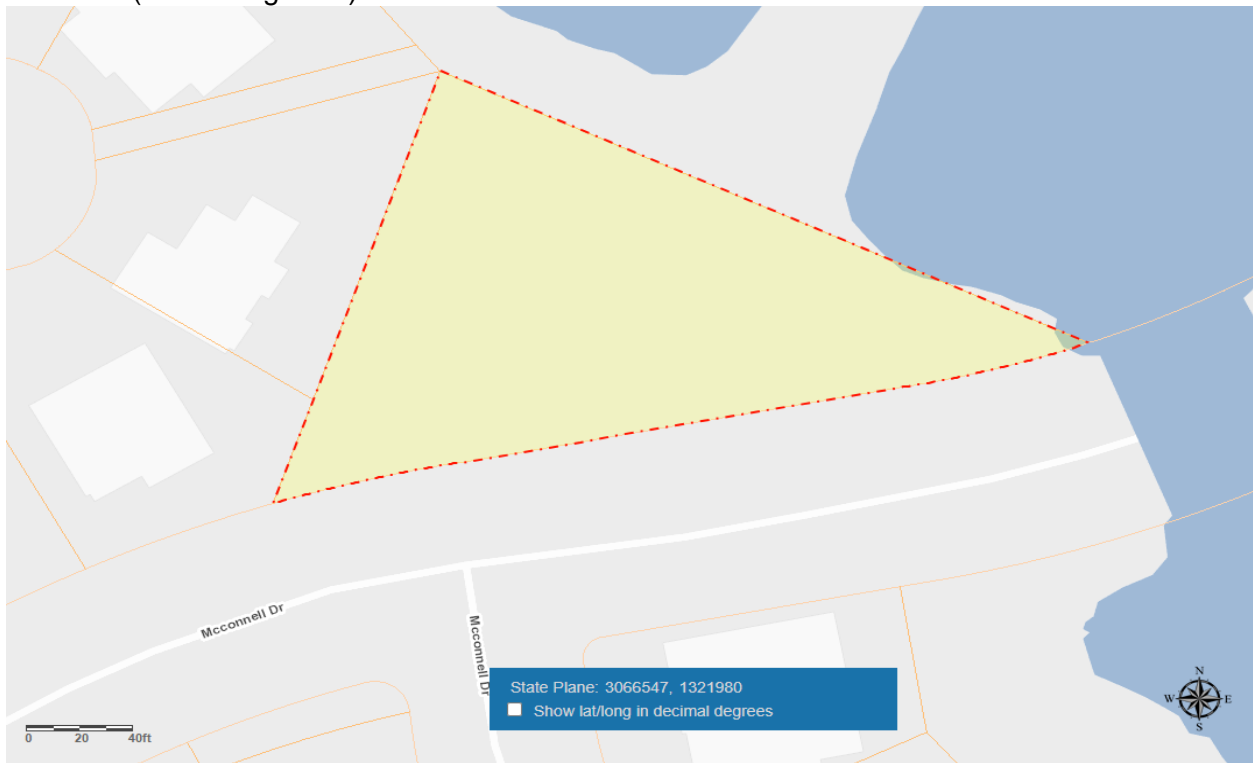 Mcconnell Dr
Mcconnell Dr
State Plane: 3066547, 1321980
Show lat/long in decimal degrees
N
W E
S
0 20 40ft